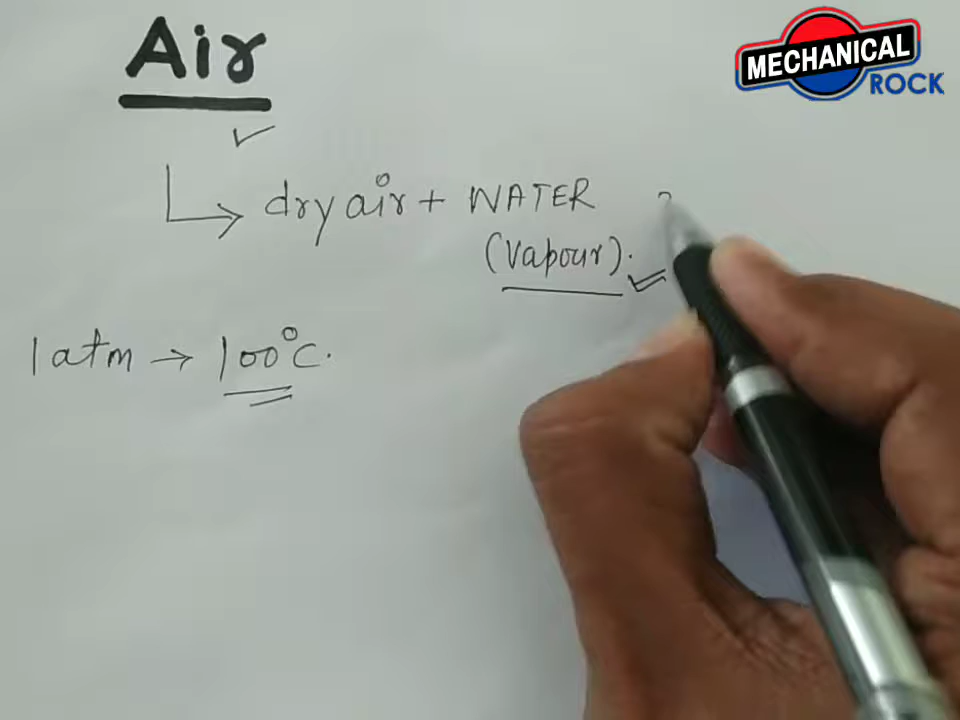 Air
MECHANICAL
ROCK
dry air + WATER
(Vapour).
1 atm → 100°C.